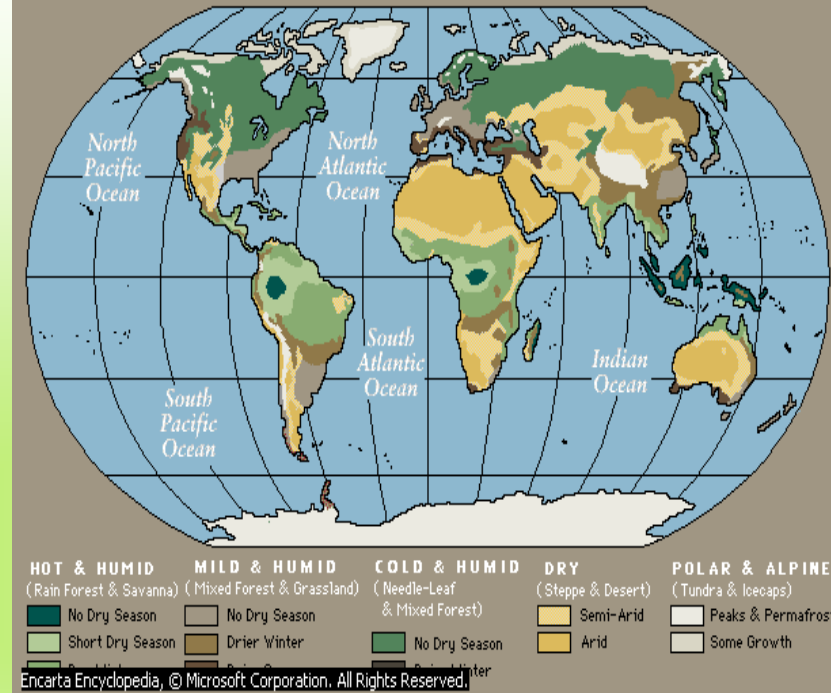 North
Pacific
Ocean
North
Atlantic
Ocean
South
Atlantic
Ocean
Indian
Ocean
South
Pacific
Ocean
HOT & HUMID
(Rain Forest & Savanna)
No Dry Season
Short Dry Season
MILD & HUMID
(Mixed Forest & Grassland)
No Dry Season
Drier Winter
COLD & HUMID
(Needle-Leaf
& Mixed Forest)
No Dry Season
DRY
(Steppe & Desert)
Semi-Arid
Arid
POLAR & ALPINE
(Tundra & Icecaps)
Peaks & Permafrost
Some Growth
Encarta Encyclopedia, © Microsoft Corporation. All Rights Reserved.